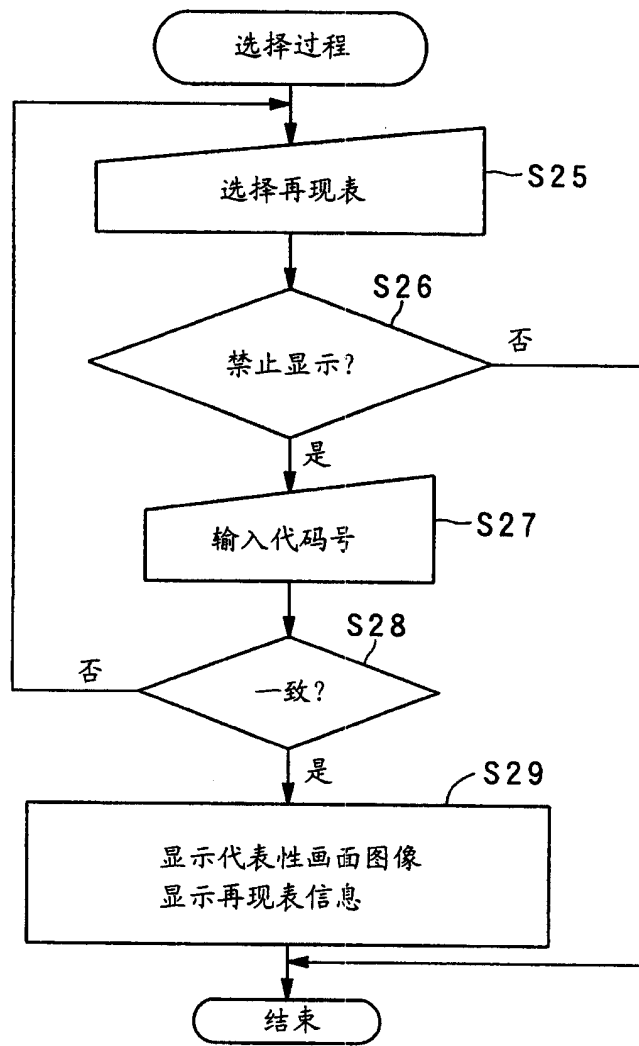 选择过程
选择再现表
S25
S26
禁止显示?
否
是
输入代码号
S27
S28
否
一致?
是
S29
显示代表性画面图像
显示再现表信息
结束